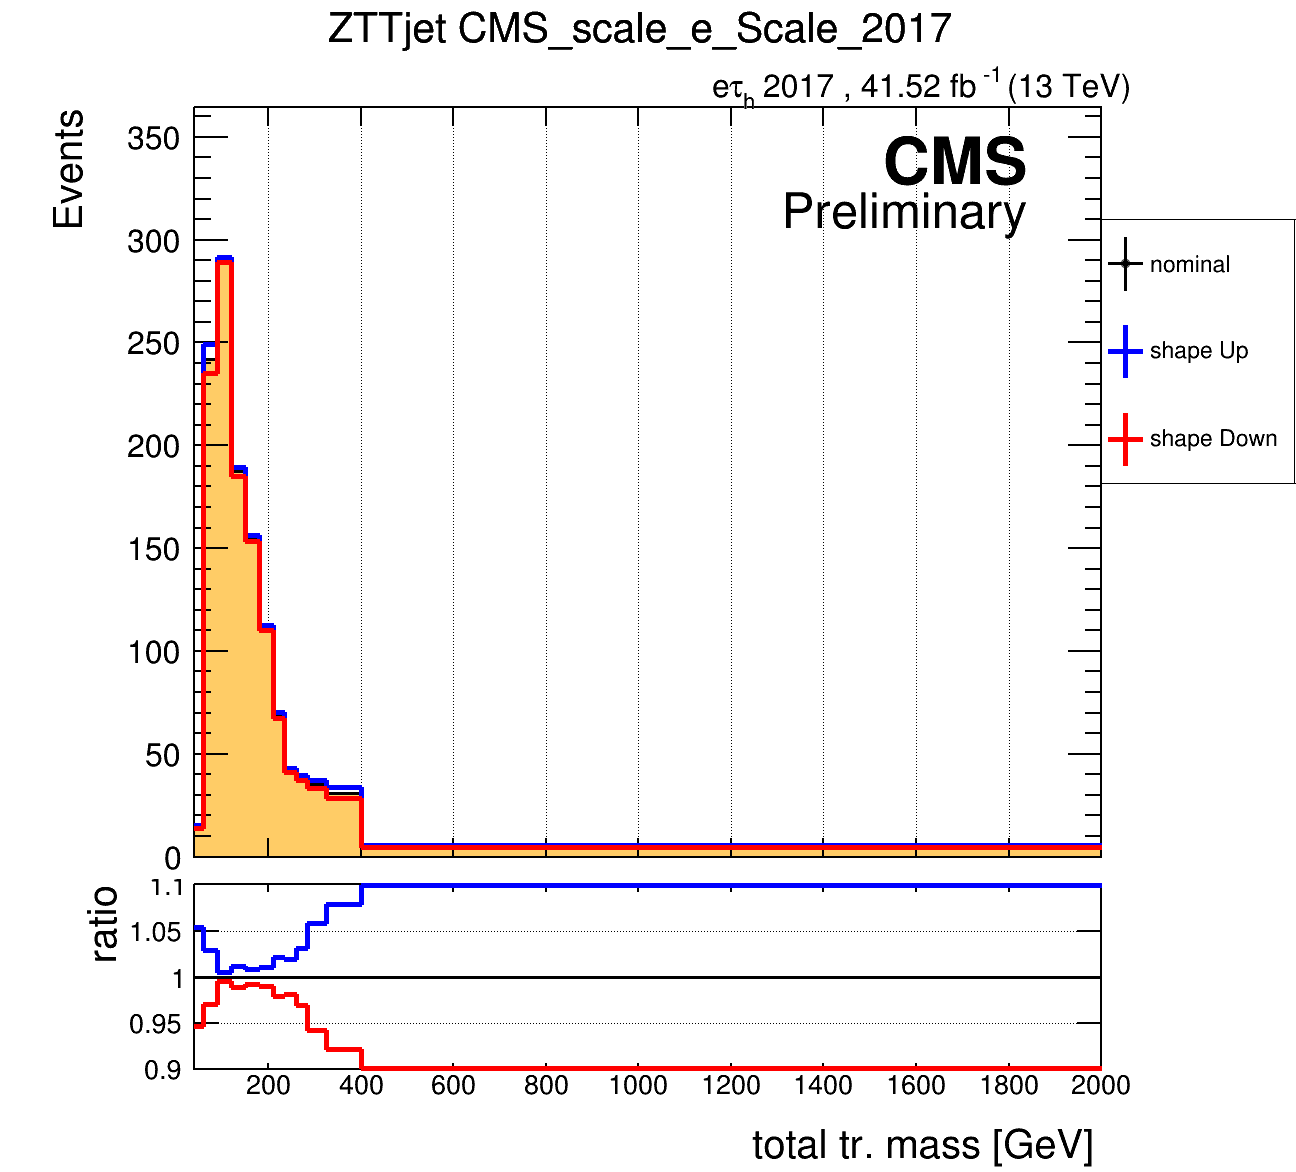 ZTTjet CMS_scale_e_Scale_2017
eτh 2017 , 41.52 fb -1 (13 TeV)
Events
350
300
250
200
150
100
50
0
CMS
Preliminary
nominal
shape Up
shape Down
ratio
1.1
1.05
1
0.95
0.9
200 400 600 800 1000 1200 1400 1600 1800 2000
total tr. mass [GeV]